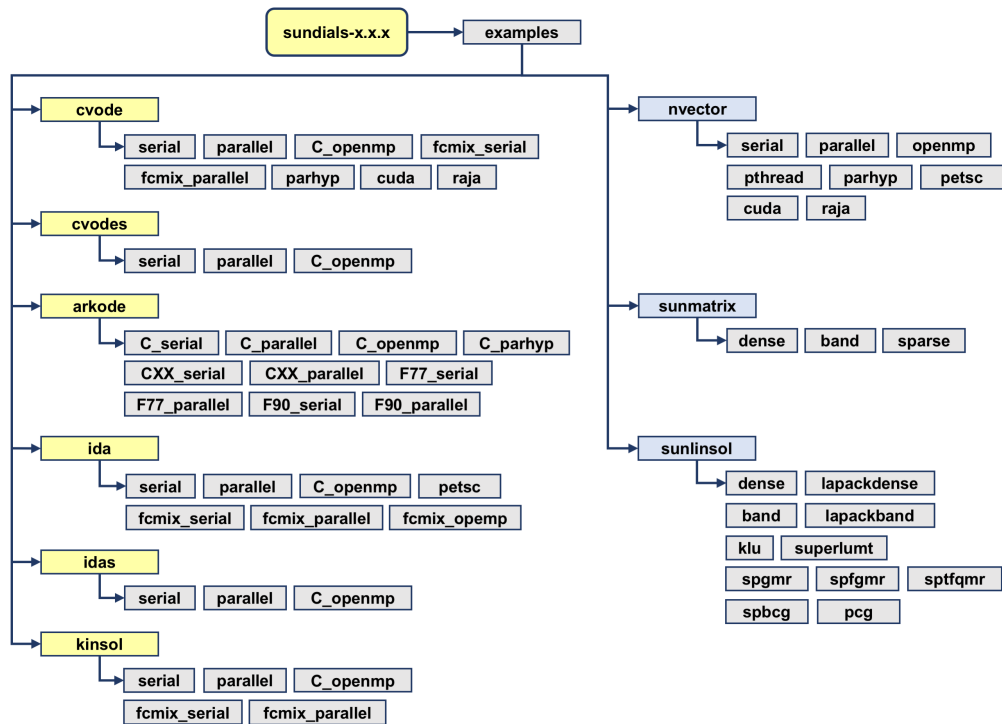 sundials-x.x.x examples
cvode
serial parallel C_openmp fcmix_serial
fcmix_parallel parhyp cuda raja
cvodes
serial parallel C_openmp
arkode
C_serial C_parallel C_openmp C_parhyp
CXX_serial CXX_parallel F77_serial
F77_parallel F90_serial F90_parallel
ida
serial parallel C_openmp petsc
fcmix_serial fcmix_parallel fcmix_opemp
idas
serial parallel C_openmp
kinsol
serial parallel C_openmp
fcmix_serial fcmix_parallel
nvector
serial parallel openmp
pthread parhyp petsc
cuda raja
sunmatrix
dense band sparse
sunlinsol
dense lapackdense
band lapackband
klu superlumt
spgmr spfgmr sptfqmr
spbcg pcg